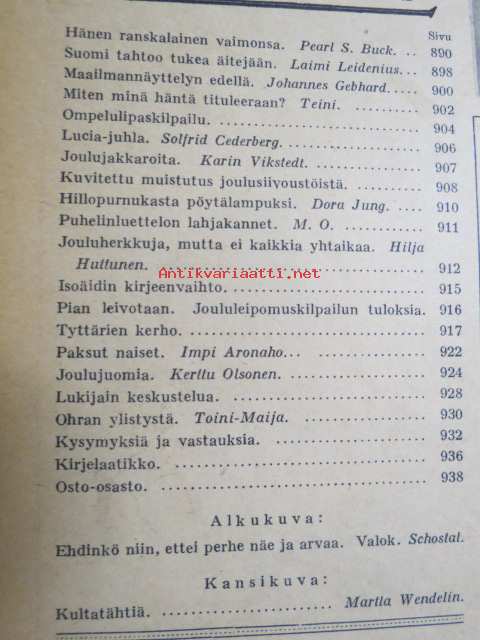 Sivu
Hänen ranskalainen vaimonsa. Pearl S. Buck. .. 890
Suomi tahtoo tukea äitejään. Laimi Leidenius... 898
Maailmannäyttelyn edellä. Johannes Gebhard..... 900
Miten minä häntä tituleeraan? Teini. .......... 902
Ompelulipaskilpailu. .......... 904
Lucia-juhla. Solfrid Cederberg. .......... 906
Joulujakkaroita. Karin Vikstedt. .......... 907
Kuvitettu muistutus joulusiivoustöistä. .......... 908
Hillopurnukasta pöytälampuksi. Dora Jung. .... 910
Puhelinluettelon lahjakannet. M. O. .......... 911
Jouluherkkuja, mutta ei kaikkia yhtaikaa. Hilja
Huttunen. .......... 912
Antikvariaatti.net
Isoäidin kirjeenvaihto. .......... 915
Pian leivotaan. Joululeipomuskilpailun tuloksia. 916
Tyttärien kerho. .......... 917
Paksut naiset. Impi Aronaho... .......... 922
Joulujuomia. Kerttu Olsonen. .......... 924
Lukijain keskustelua. .......... 928
Ohran ylistystä. Toini-Maija. .......... 930
Kysymyksiä ja vastauksia. .......... 932
Kirjelaatikko. .......... 936
Osto-osasto. .......... 938
Alkukuva:
Ehdinkö niin, ettei perhe näe ja arvaa. Valok. Schostal.
Kansikuva:
Kultatähtiä. .......... Martta Wendelin.